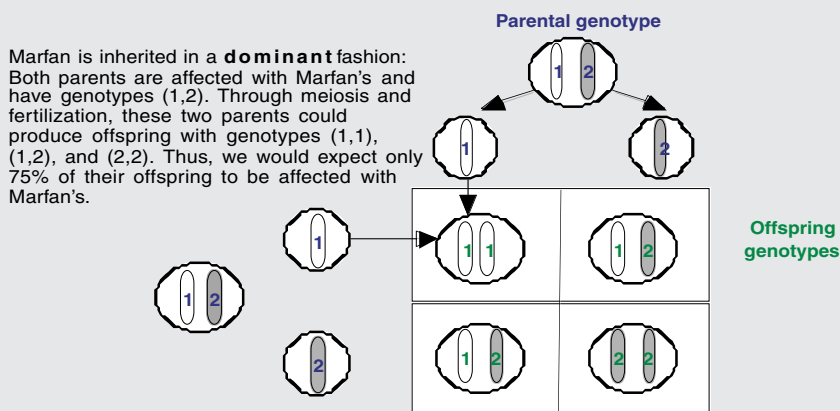 Parental genotype
Marfan is inherited in a dominant fashion:
Both parents are affected with Marfan's and
have genotypes (1,2). Through meiosis and
fertilization, these two parents could
produce offspring with genotypes (1,1),
(1,2), and (2,2). Thus, we would expect only
75% of their offspring to be affected with
Marfan's.
1 2
1 2
1 1 1 1 2
Offspring
genotypes
1 2
2 1 2 2 2